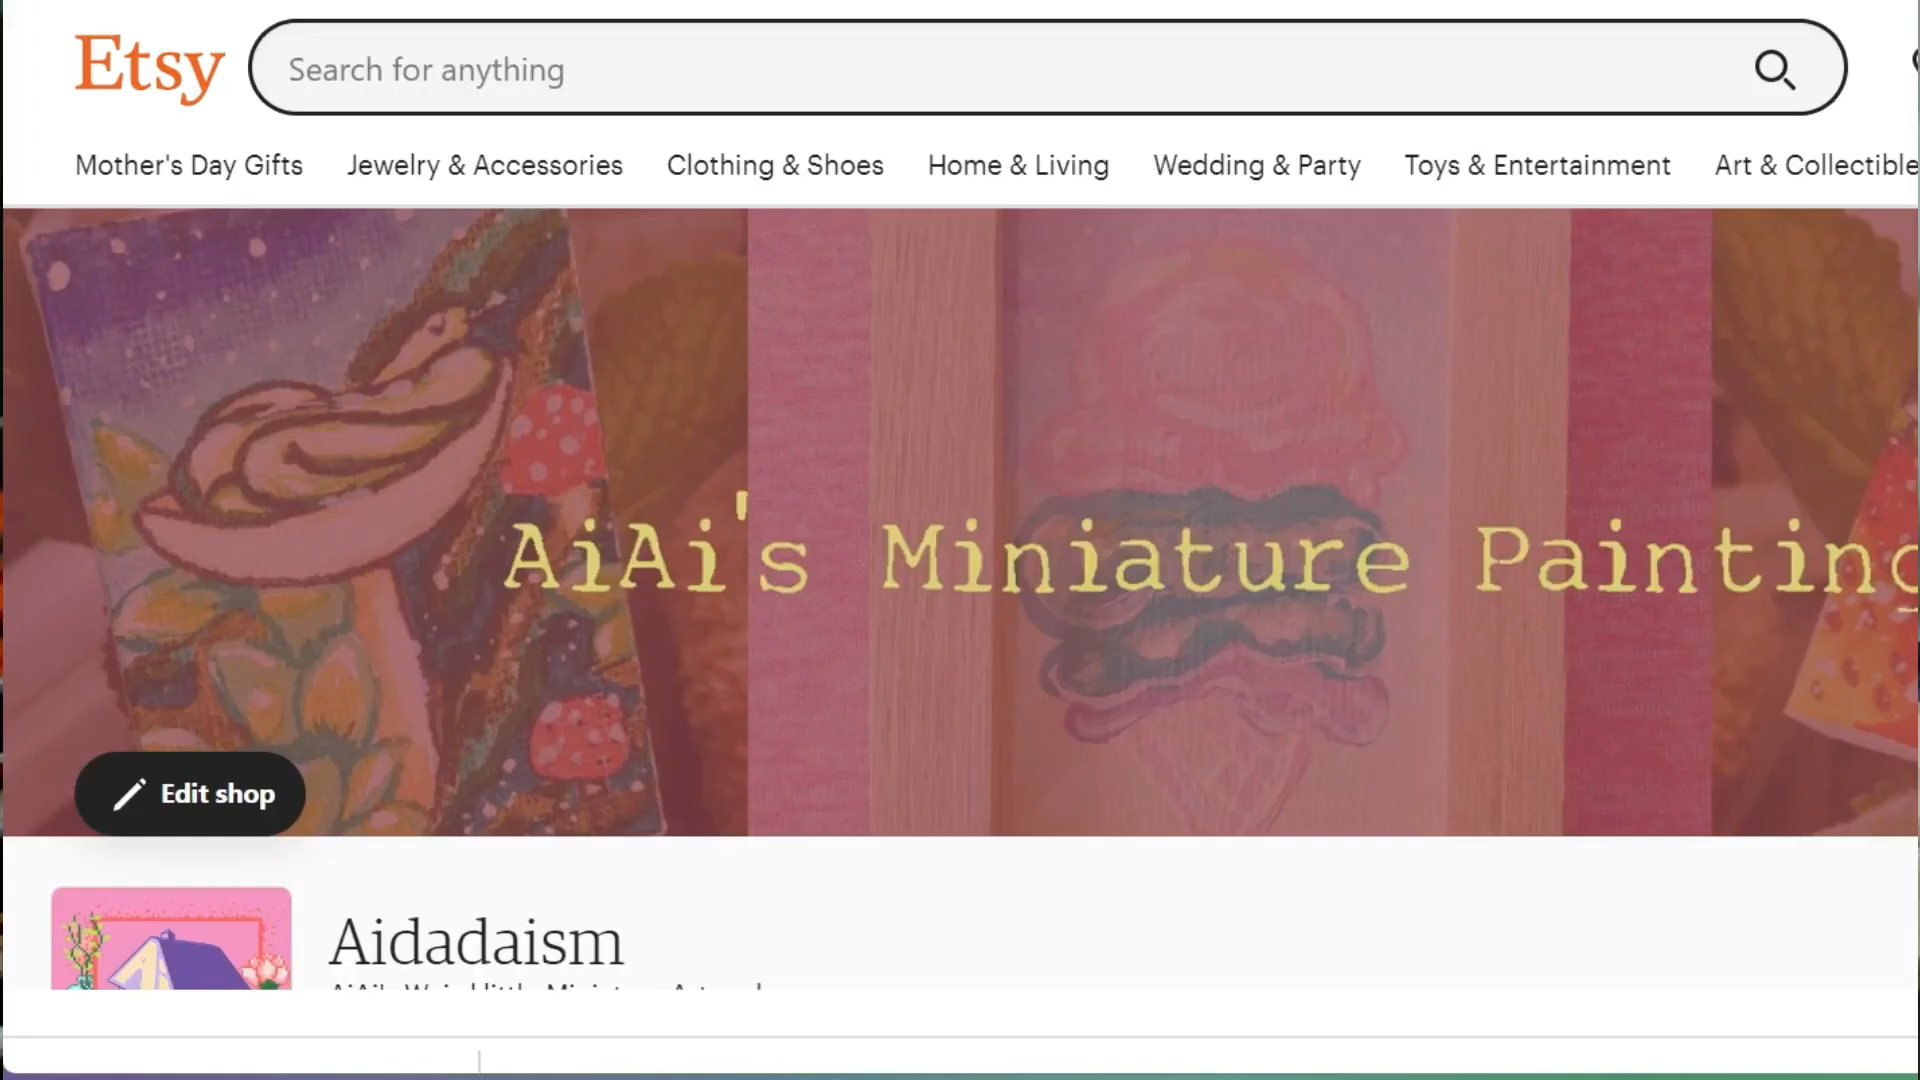 Etsy
Search for anything
Mother's Day Gifts Jewelry & Accessories Clothing & Shoes Home & Living Wedding & Party Toys & Entertainment Art & Collectible
AiAi's Miniature Painting
Edit shop
Aidadaism